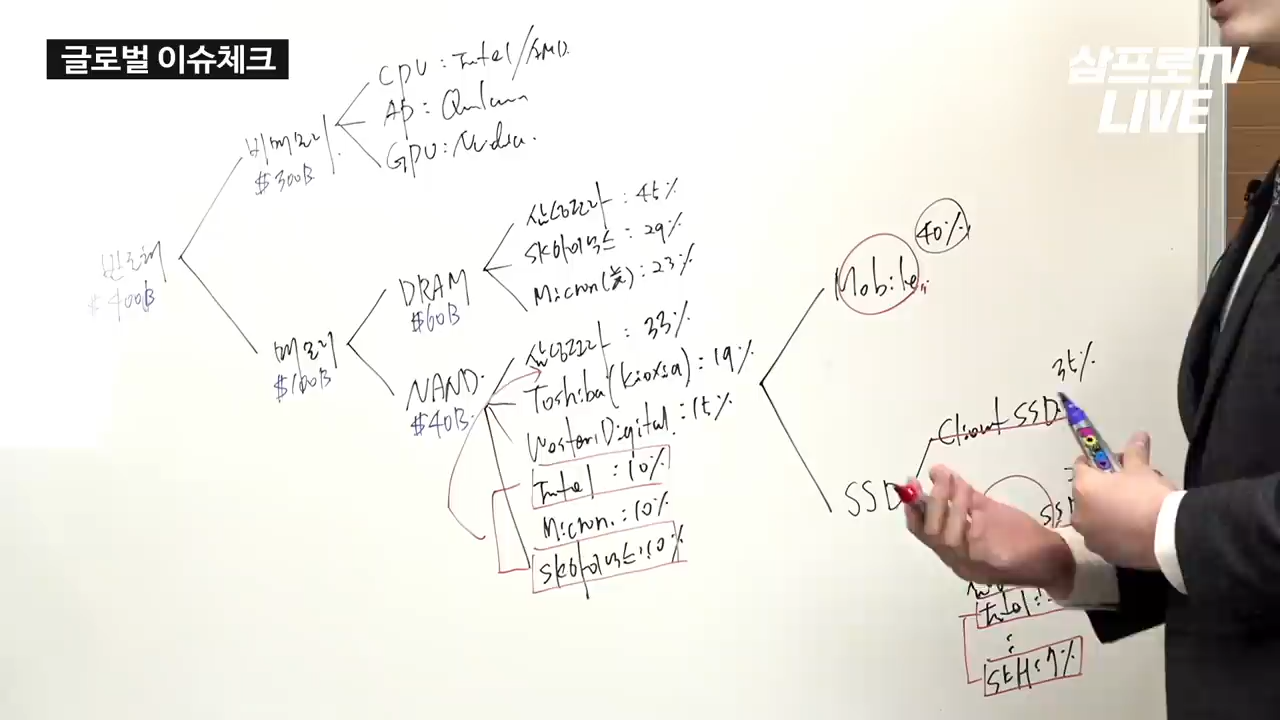 글로벌 이슈체크
삼프로TV
LIVE
CPU : Intel/AMD.
AP :
GPU : Nvidia.
비메모리
$300B
반도체
$400B
메모리
$100B
DRAM
$60B
삼성전자 : 45%
SK하이닉스 : 29%
Micron(美) : 23%
NAND.
$40B.
삼성전자 : 33%
Toshiba(Kioxia) : 19%
Western Digital. : 15%
Intel : 10%
Micron. : 10%
SK하이닉스 : 10%
Mobile
40%
SSD
Client SSD
35%
Intel :
SKH : 7%